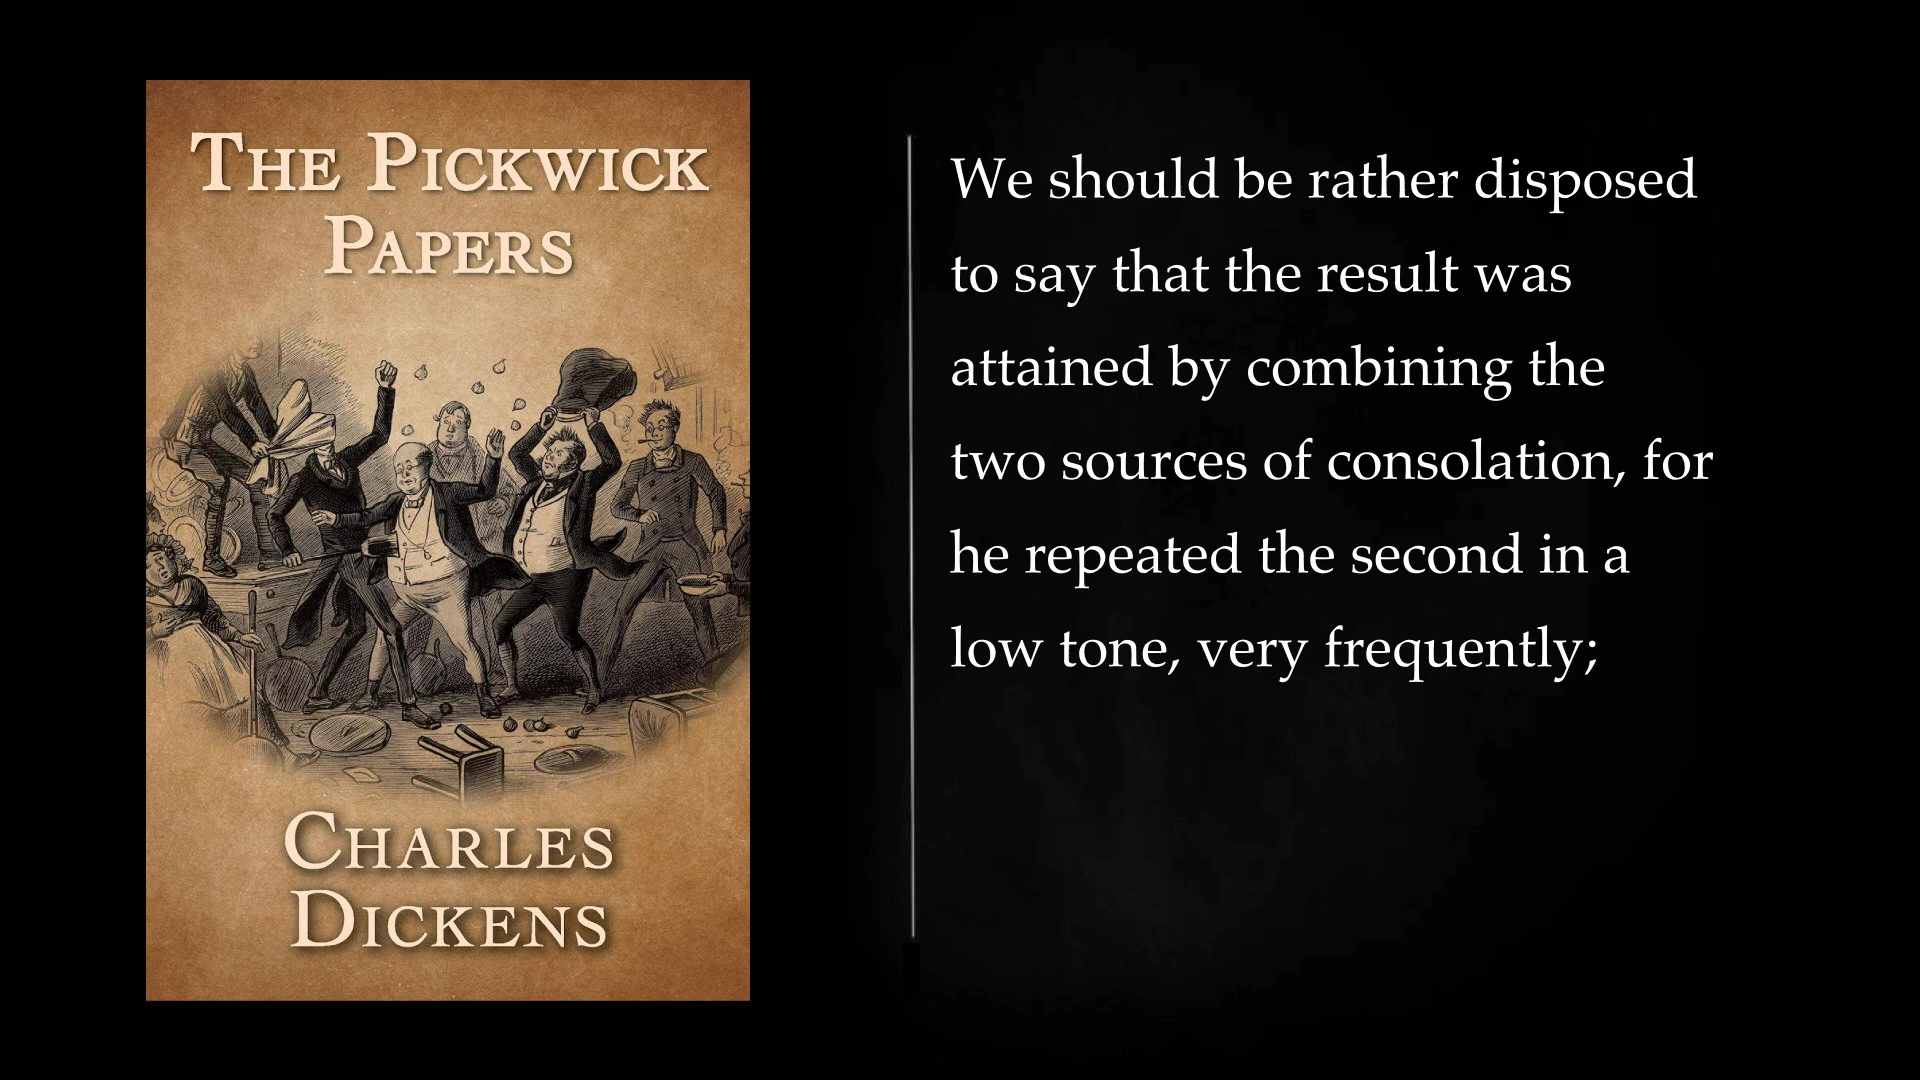 The Pickwick
Papers
Charles
Dickens
We should be rather disposed
to say that the result was
attained by combining the
two sources of consolation, for
he repeated the second in a
low tone, very frequently;